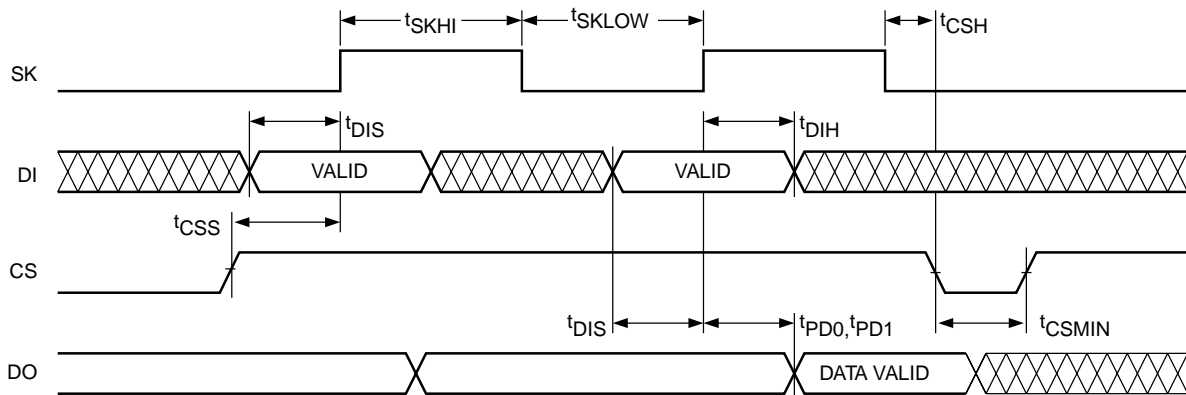 tSKHI
tSKLOW
tCSH
SK
tDIS
tDIH
DI
VALID
VALID
tCSS
CS
tDIS
tPD0,tPD1
tCSMIN
DO
DATA VALID